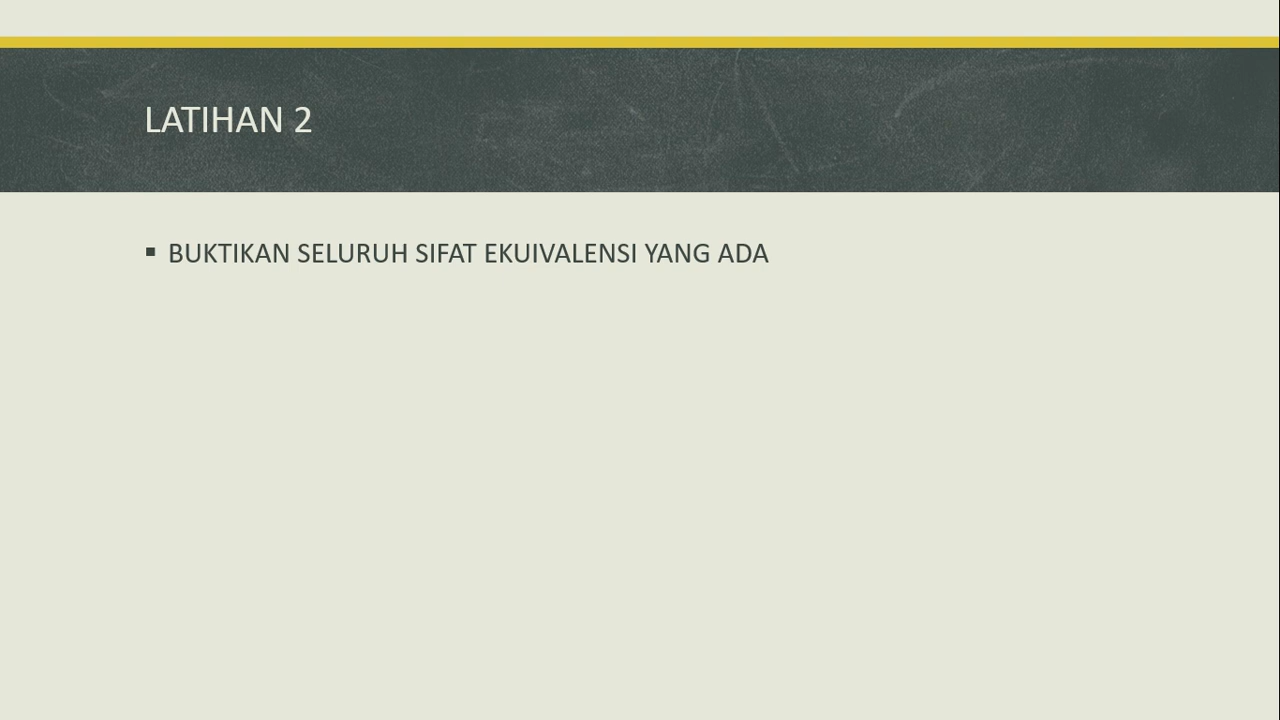 LATIHAN 2
▪ BUKTIKAN SELURUH SIFAT EKUIVALENSI YANG ADA